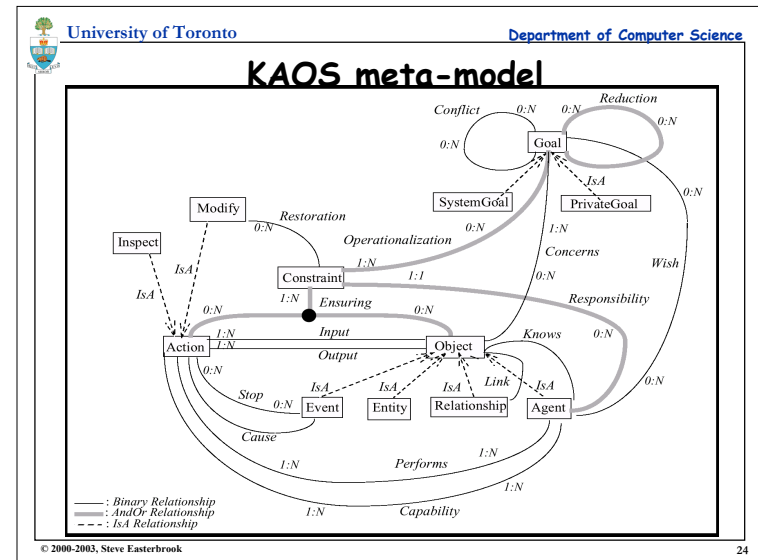 University of Toronto
Department of Computer Science
KAOS meta-model
Conflict
0:N
0:N
Reduction
0:N
0:N
Goal
IsA
0:N
SystemGoal
PrivateGoal
Modify
Restoration
0:N
0:N
1:N
Operationalization
Concerns
Inspect
Wish
IsA
1:N
1:1
0:N
Constraint
IsA
1:N
Ensuring
Responsibility
0:N
0:N
Knows
0:N
1:N
Input
Action
1:N
Output
Object
0:N
Stop
IsA
IsA
IsA
Link
IsA
0:N
0:N
Event
Entity
Relationship
Agent
Cause
1:N
Performs
1:N
1:N
1:N
Capability
: Binary Relationship
: AndOr Relationship
: IsA Relationship
© 2000-2003, Steve Easterbrook
24